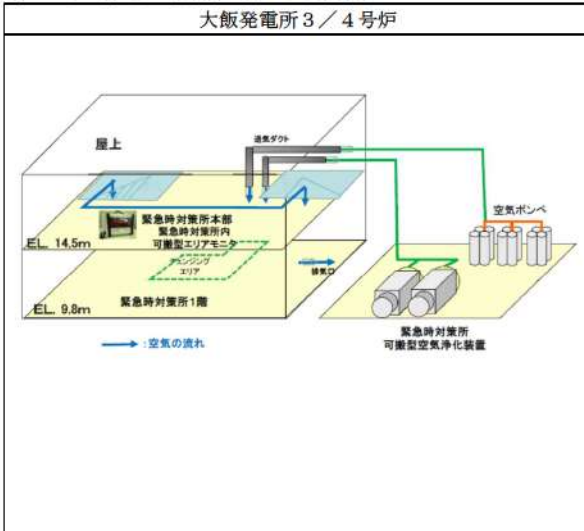 大飯発電所3／4号炉
屋上
通気ダクト
空気ボンベ
緊急時対策所本部
緊急時対策所内
可搬型エリアモニタ
EL. 14.5m
チェンジング
エリア
排気口
EL. 9.8m
緊急時対策所1階
緊急時対策所
可搬型空気浄化装置
:空気の流れ